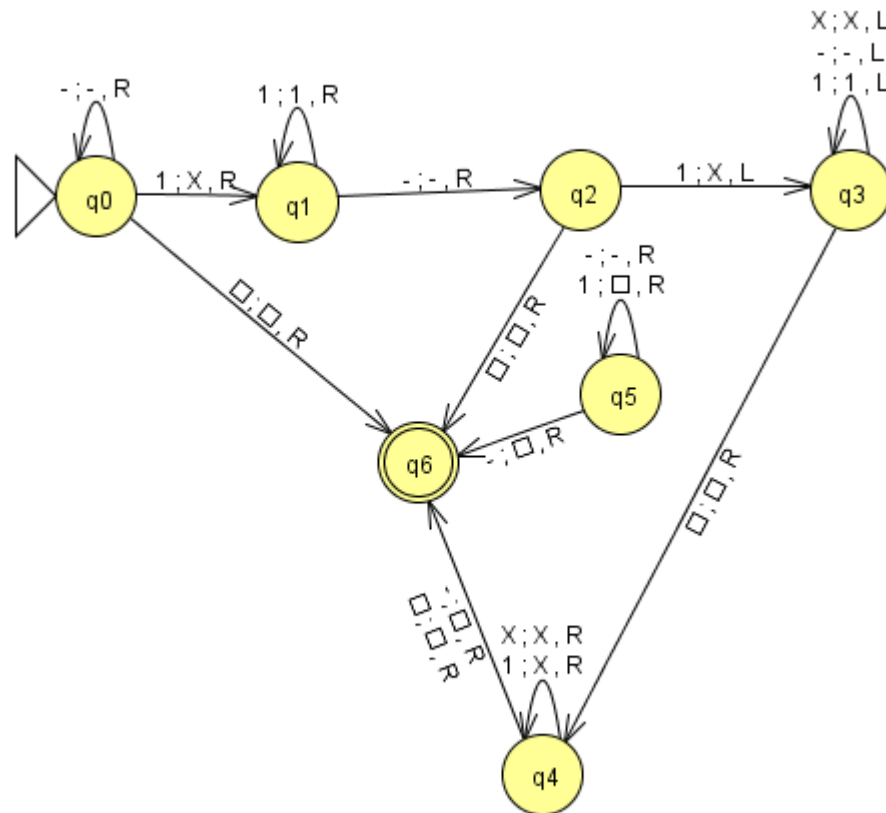 X ; X , L
- ; - , L
1 ; 1 , L
- ; - , R
1 ; 1 , R
q0
1 ; X , R
q1
- ; - , R
q2
1 ; X , L
q3
□ ; □ , R
□ ; □ , R
- ; - , R
1 ; □ , R
q5
- ; □ , R
q6
□ ; □ , R
- ; □ , R
□ ; □ , R
X ; X , R
1 ; X , R
q4